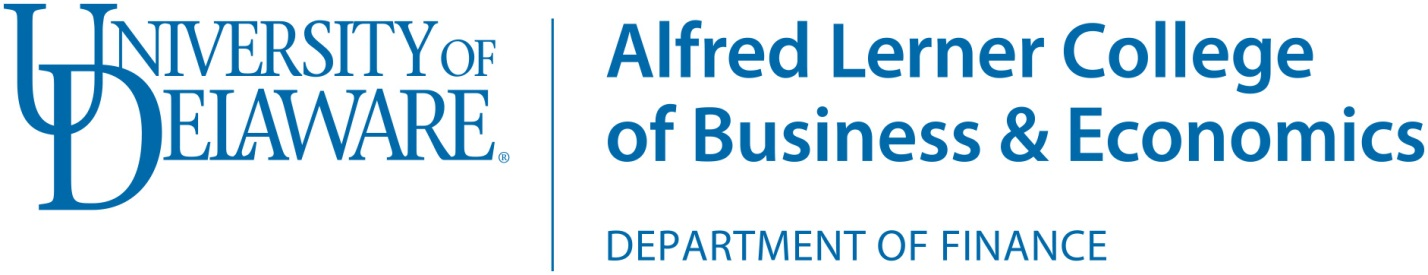 UNIVERSITY OF
DELAWARE®
Alfred Lerner College
of Business & Economics
DEPARTMENT OF FINANCE